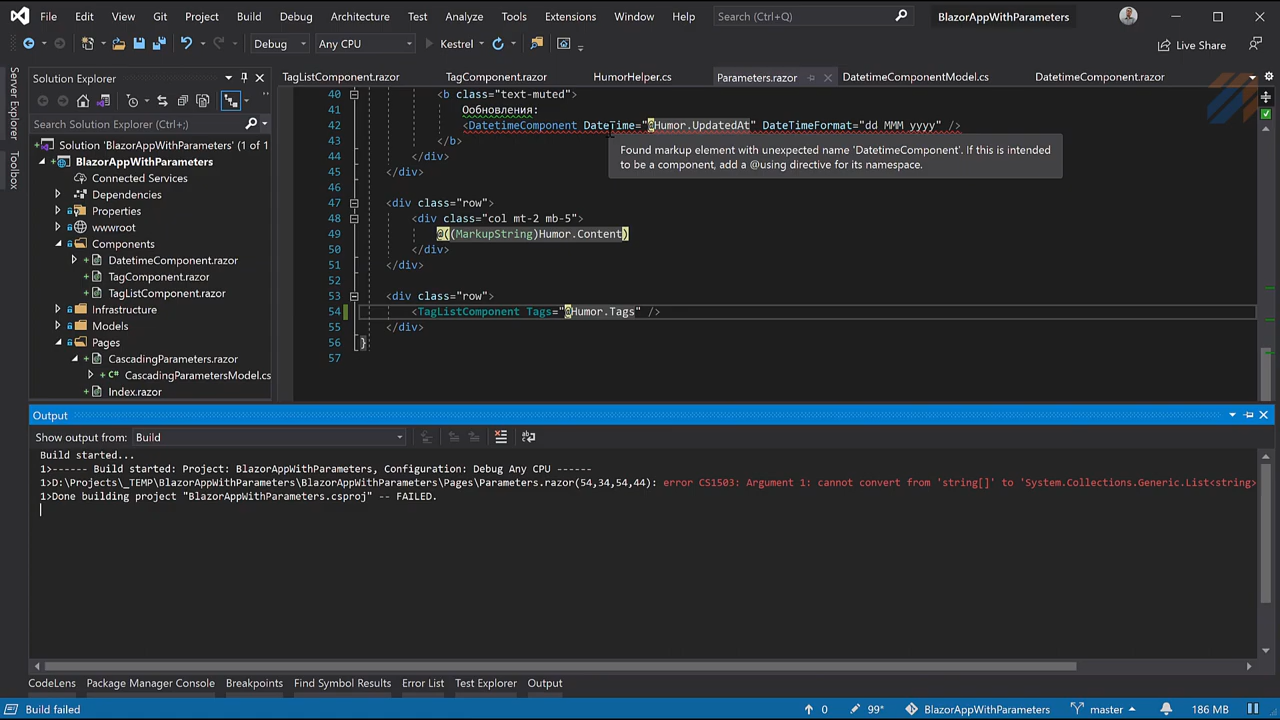 File Edit View Git Project Build Debug Architecture Test Analyze Tools Extensions Window Help Search (Ctrl+Q) BlazorAppWithParameters
Debug Any CPU Kestrel Live Share
Server Explorer
Toolbox
Solution Explorer
Search Solution Explorer (Ctrl+;)
Solution 'BlazorAppWithParameters' (1 of 1)
BlazorAppWithParameters
Connected Services
Dependencies
Properties
wwwroot
Components
DatetimeComponent.razor
TagComponent.razor
TagListComponent.razor
Infrastructure
Models
Pages
CascadingParameters.razor
CascadingParametersModel.cs
Index.razor
TagListComponent.razor TagComponent.razor HumorHelper.cs Parameters.razor DatetimeComponentModel.cs DatetimeComponent.razor
40 <b class="text-muted">
41 Oобновления:
42 <DatetimeComponent DateTime="@Humor.UpdatedAt" DateTimeFormat="dd MMM yyyy" />
43 </b>
44 </div>
45 </div>
46
47 <div class="row">
48 <div class="col mt-2 mb-5">
49 @((MarkupString)Humor.Content)
50 </div>
51 </div>
52
53 <div class="row">
54 <TagListComponent Tags="@Humor.Tags" />
55 </div>
56 }
57
Found markup element with unexpected name 'DatetimeComponent'. If this is intended
to be a component, add a @using directive for its namespace.
Output
Show output from: Build
Build started...
1>------ Build started: Project: BlazorAppWithParameters, Configuration: Debug Any CPU ------
1>D:\Projects\_TEMP\BlazorAppWithParameters\BlazorAppWithParameters\Pages\Parameters.razor(54,34,54,44): error CS1503: Argument 1: cannot convert from 'string[]' to 'System.Collections.Generic.List<string>
1>Done building project "BlazorAppWithParameters.csproj" -- FAILED.
CodeLens Package Manager Console Breakpoints Find Symbol Results Error List Test Explorer Output
Build failed 0 99* BlazorAppWithParameters master 186 MB